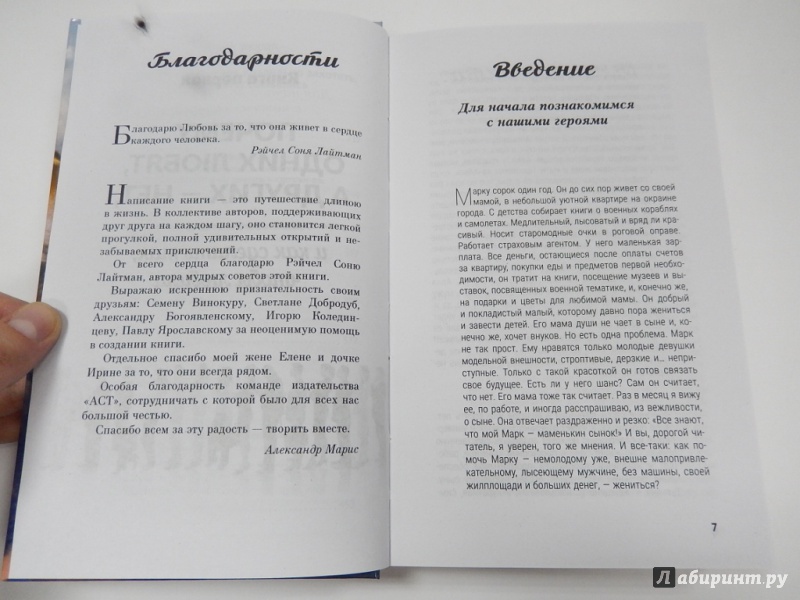 Благодарности
Благодарю Любовь за то, что она живет в сердце
каждого человека.
Рэйчел Соня Лайтман
Написание книги — это путешествие длиною
в жизнь. В коллективе авторов, поддерживающих
друг друга на каждом шагу, оно становится легкой
прогулкой, полной удивительных открытий и не-
забываемых приключений.
От всего сердца благодарю Рэйчел Соню
Лайтман, автора мудрых советов этой книги.
Выражаю искреннюю признательность своим
друзьям: Семену Винокуру, Светлане Добродуб,
Александру Богоявленскому, Игорю Колединцеву,
Павлу Ярославскому за неоценимую помощь
в создании книги.
Отдельное спасибо моей жене Елене и дочке
Ирине за то, что они всегда рядом.
Особая благодарность команде издательства
«АСТ», сотрудничать с которой было для всех нас
большой честью.
Спасибо всем за эту радость — творить вместе.
Александр Марис
Введение
Для начала познакомимся
с нашими героями
Марку сорок один год. Он до сих пор живет со своей
мамой, в небольшой уютной квартире на окраине
города. С детства собирает книги о военных кораблях
и самолетах. Медлительный, лысоватый и вряд ли кра-
сивый. Носит старомодные очки в роговой оправе.
Работает страховым агентом. У него маленькая зар-
плата. Все деньги, остающиеся после оплаты счетов
за квартиру, покупки еды и предметов первой необхо-
димости, он тратит на книги, посещение музеев и вы-
ставок, посвященных военной тематике, и, конечно же,
на подарки и цветы для любимой мамы. Он добрый
и покладистый малый, которому давно пора жениться
и завести детей. Его мама души не чает в сыне и, ко-
нечно же, хочет внуков. Но есть одна проблема. Марк
не так прост. Ему нравятся только молодые девушки
модельной внешности, строптивые, дерзкие и... непри-
ступные. Только с такой красоткой он готов связать
свое будущее. Есть ли у него шанс? Сам он считает,
что нет. Его мама тоже так считает. Раз в месяц я вижу
ее, по работе, и иногда расспрашиваю, из вежливости,
о сыне. Она отвечает раздраженно и резко: «Все знают,
что мой Марк – маменькин сынок!» И вы, дорогой чи-
татель, я уверен, того же мнения. И все-таки: как по-
мочь Марку – немолодому уже, внешне малопривле-
кательному, лысеющему мужчине, без машины, своей
жилплощади и больших денег, – жениться?
7
Лабиринт.ру